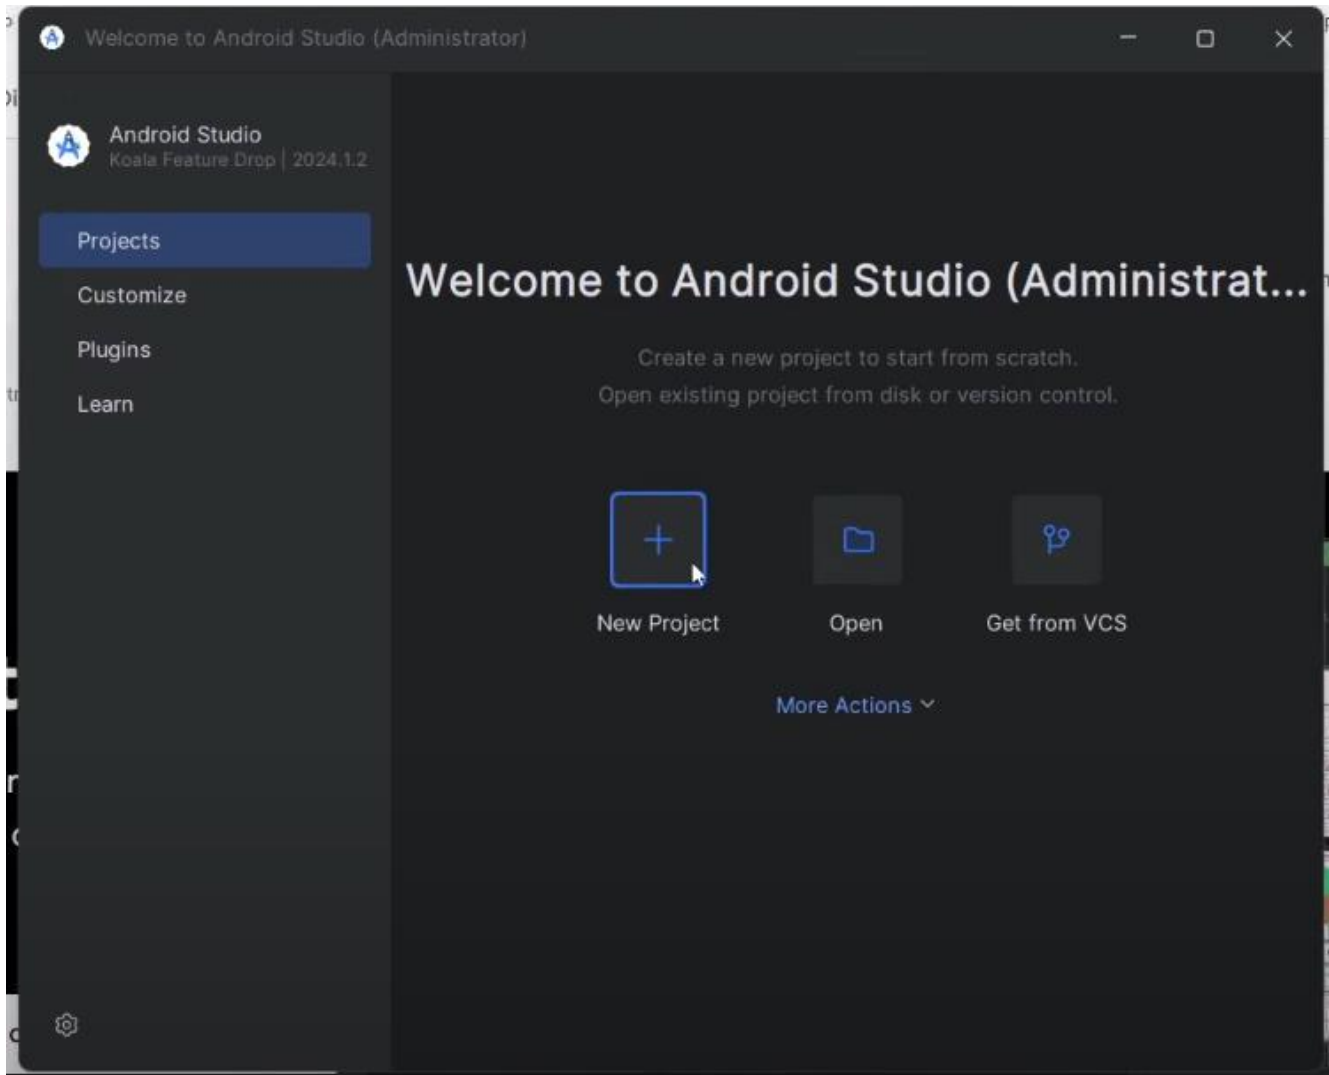 Welcome to Android Studio (Administrator)
Android Studio
Koala Feature Drop | 2024.1.2
Projects
Customize
Plugins
Learn
Welcome to Android Studio (Administrat...
Create a new project to start from scratch.
Open existing project from disk or version control.
New Project
Open
Get from VCS
More Actions